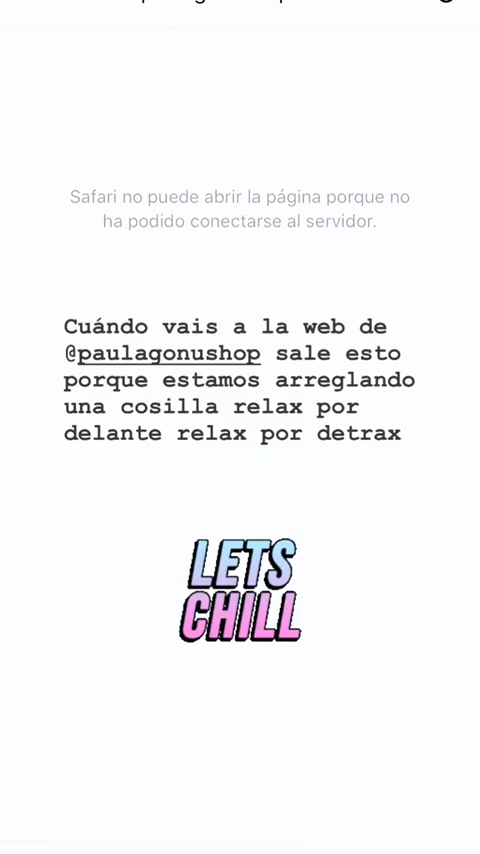 Safari no puede abrir la página porque no
ha podido conectarse al servidor.
Cuándo vais a la web de
@paulagonushop sale esto
porque estamos arreglando
una cosilla relax por
delante relax por detrax
LETS
CHILL